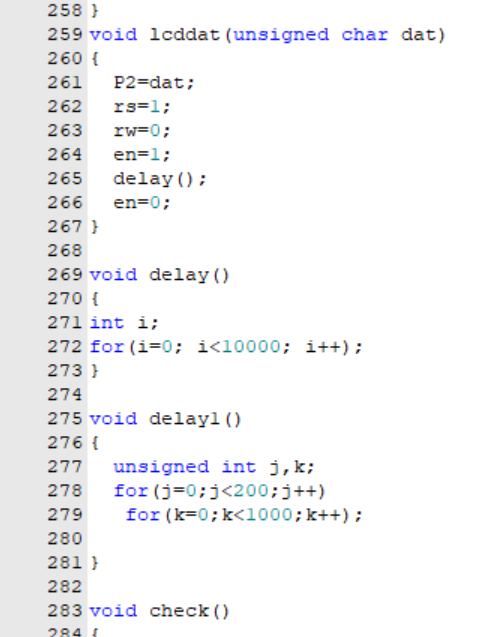 258 }
259 void lcddat(unsigned char dat)
260 {
261 P2=dat;
262 rs=1;
263 rw=0;
264 en=1;
265 delay();
266 en=0;
267 }
268
269 void delay()
270 {
271 int i;
272 for(i=0; i<10000; i++);
273 }
274
275 void delay1()
276 {
277 unsigned int j,k;
278 for(j=0;j<200;j++)
279 for(k=0;k<1000;k++);
280
281 }
282
283 void check()
284 {